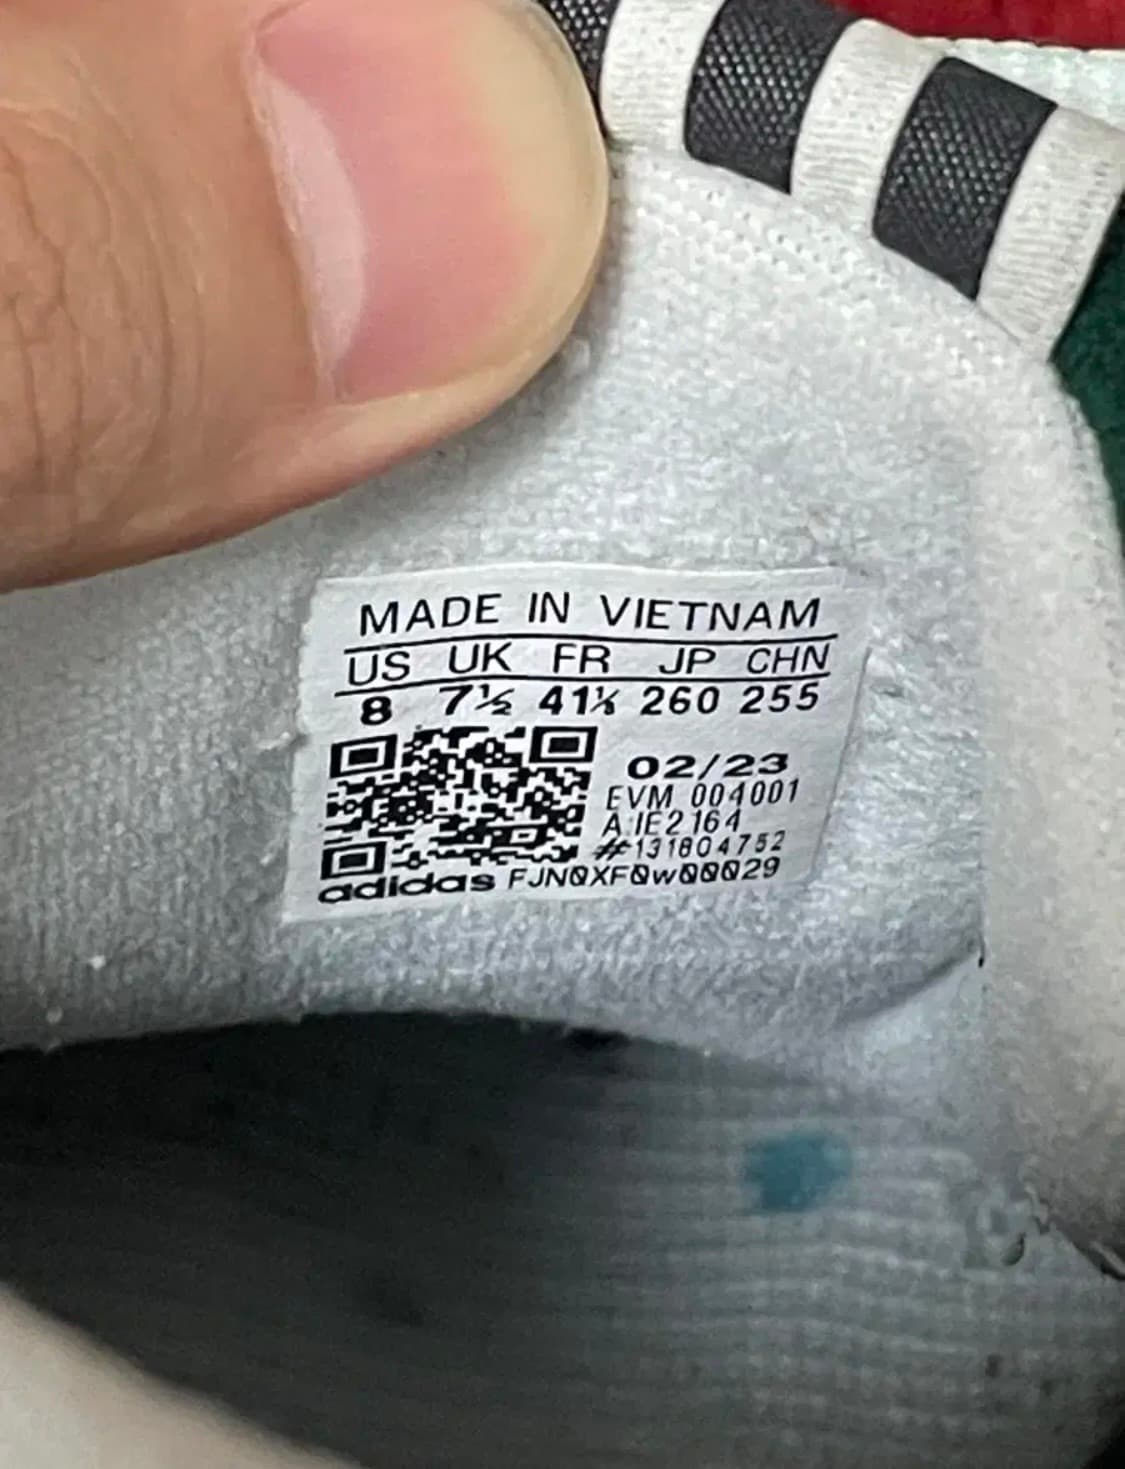 MADE IN VIETNAM
US UK FR JP CHN
8 7½ 41⅓ 260 255
02/23
EVM 004001
A:IE2164
#131804752
adidas FJN0XF0w00029